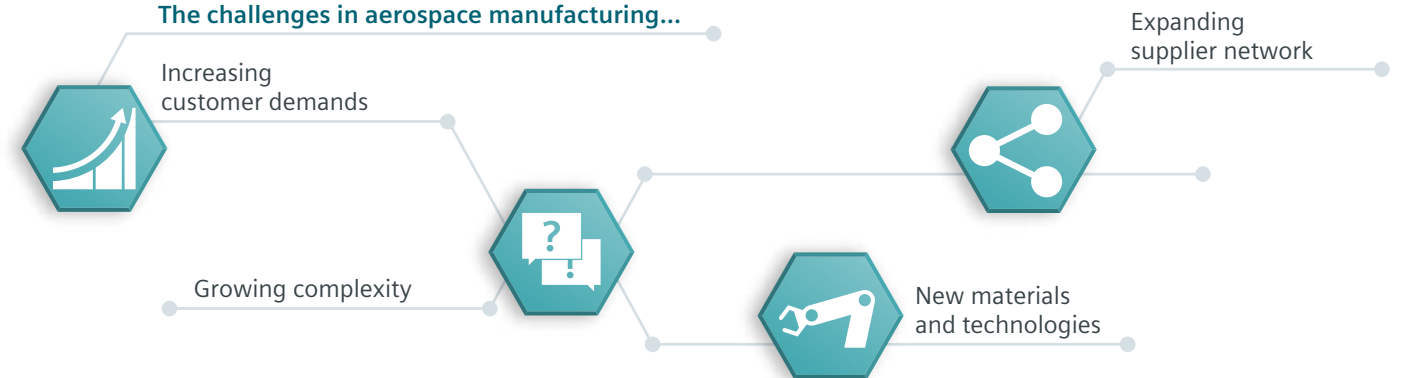 The challenges in aerospace manufacturing...
Increasing
customer demands
Expanding
supplier network
?
!
Growing complexity
New materials
and technologies